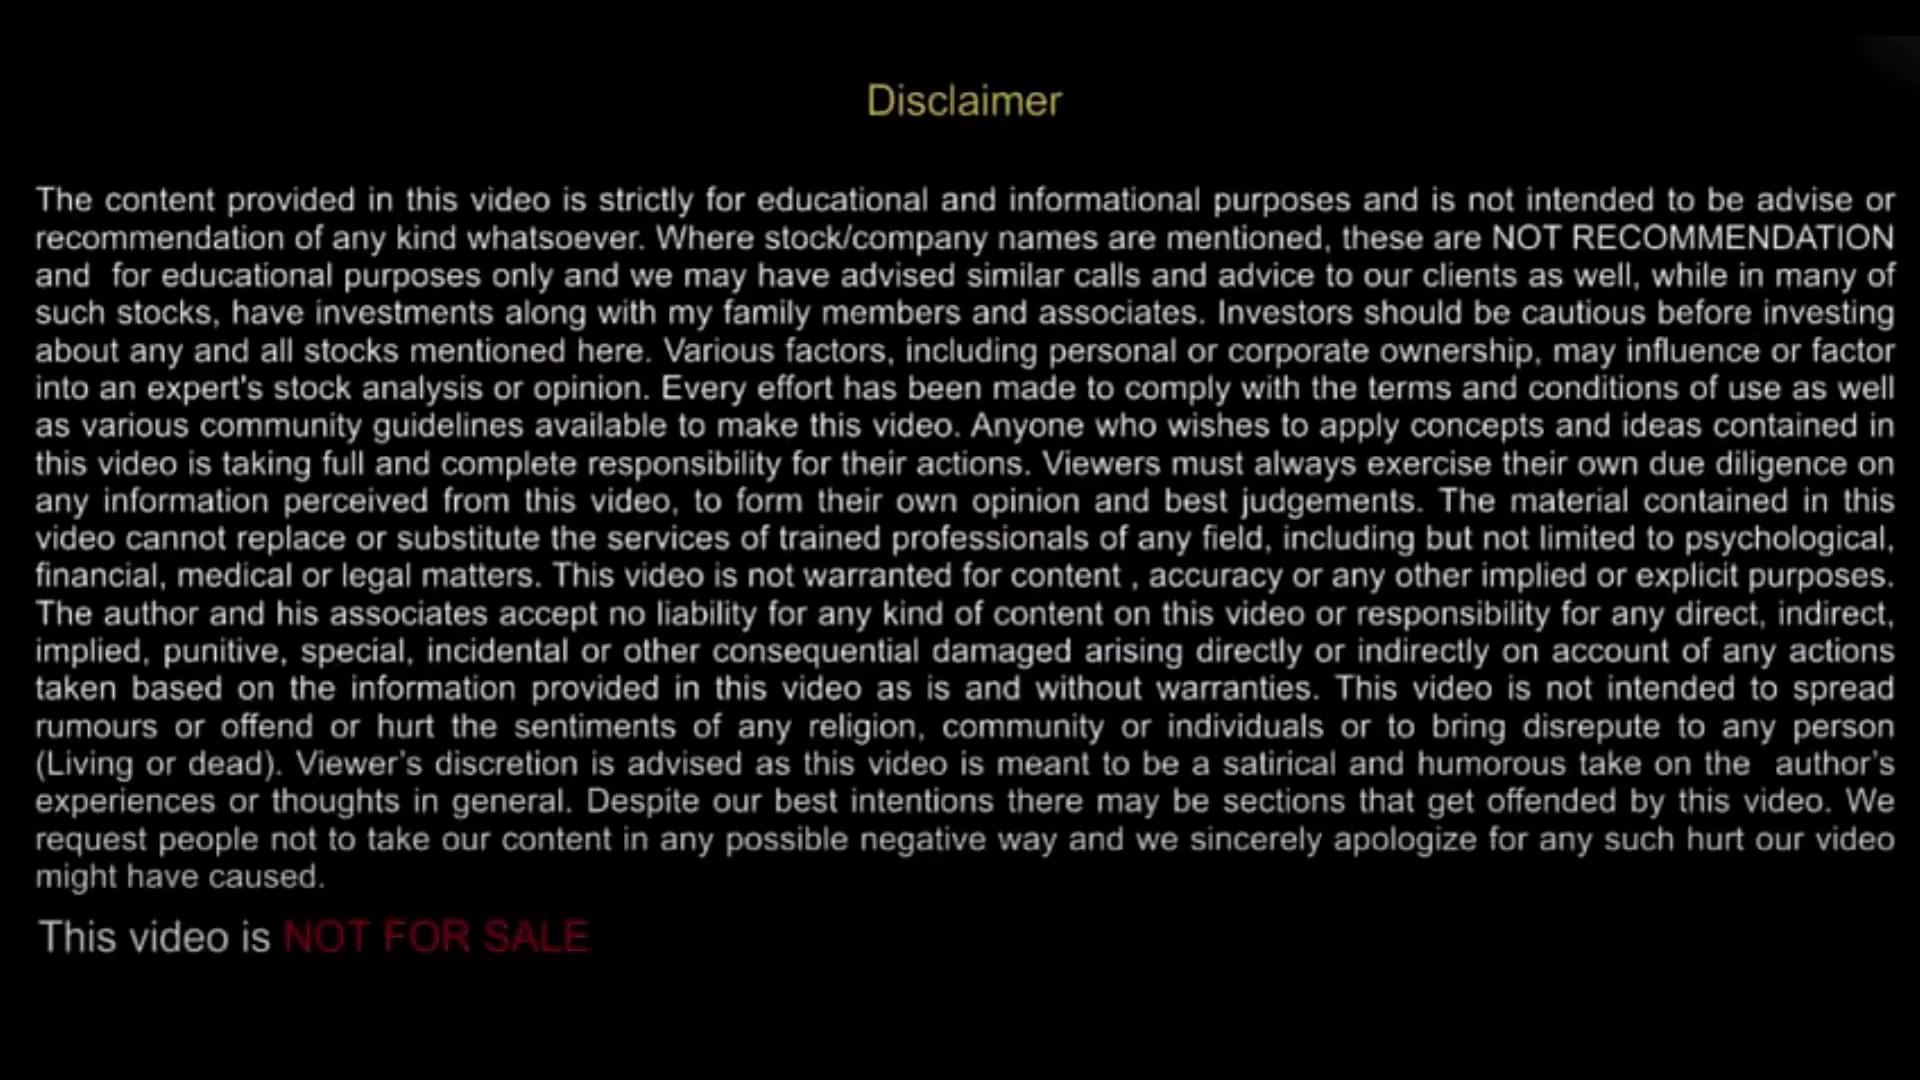 Disclaimer
The content provided in this video is strictly for educational and informational purposes and is not intended to be advise or
recommendation of any kind whatsoever. Where stock/company names are mentioned, these are NOT RECOMMENDATION
and for educational purposes only and we may have advised similar calls and advice to our clients as well, while in many of
such stocks, have investments along with my family members and associates. Investors should be cautious before investing
about any and all stocks mentioned here. Various factors, including personal or corporate ownership, may influence or factor
into an expert's stock analysis or opinion. Every effort has been made to comply with the terms and conditions of use as well
as various community guidelines available to make this video. Anyone who wishes to apply concepts and ideas contained in
this video is taking full and complete responsibility for their actions. Viewers must always exercise their own due diligence on
any information perceived from this video, to form their own opinion and best judgements. The material contained in this
video cannot replace or substitute the services of trained professionals of any field, including but not limited to psychological,
financial, medical or legal matters. This video is not warranted for content , accuracy or any other implied or explicit purposes.
The author and his associates accept no liability for any kind of content on this video or responsibility for any direct, indirect,
implied, punitive, special, incidental or other consequential damaged arising directly or indirectly on account of any actions
taken based on the information provided in this video as is and without warranties. This video is not intended to spread
rumours or offend or hurt the sentiments of any religion, community or individuals or to bring disrepute to any person
(Living or dead). Viewer’s discretion is advised as this video is meant to be a satirical and humorous take on the author’s
experiences or thoughts in general. Despite our best intentions there may be sections that get offended by this video. We
request people not to take our content in any possible negative way and we sincerely apologize for any such hurt our video
might have caused.
This video is NOT FOR SALE